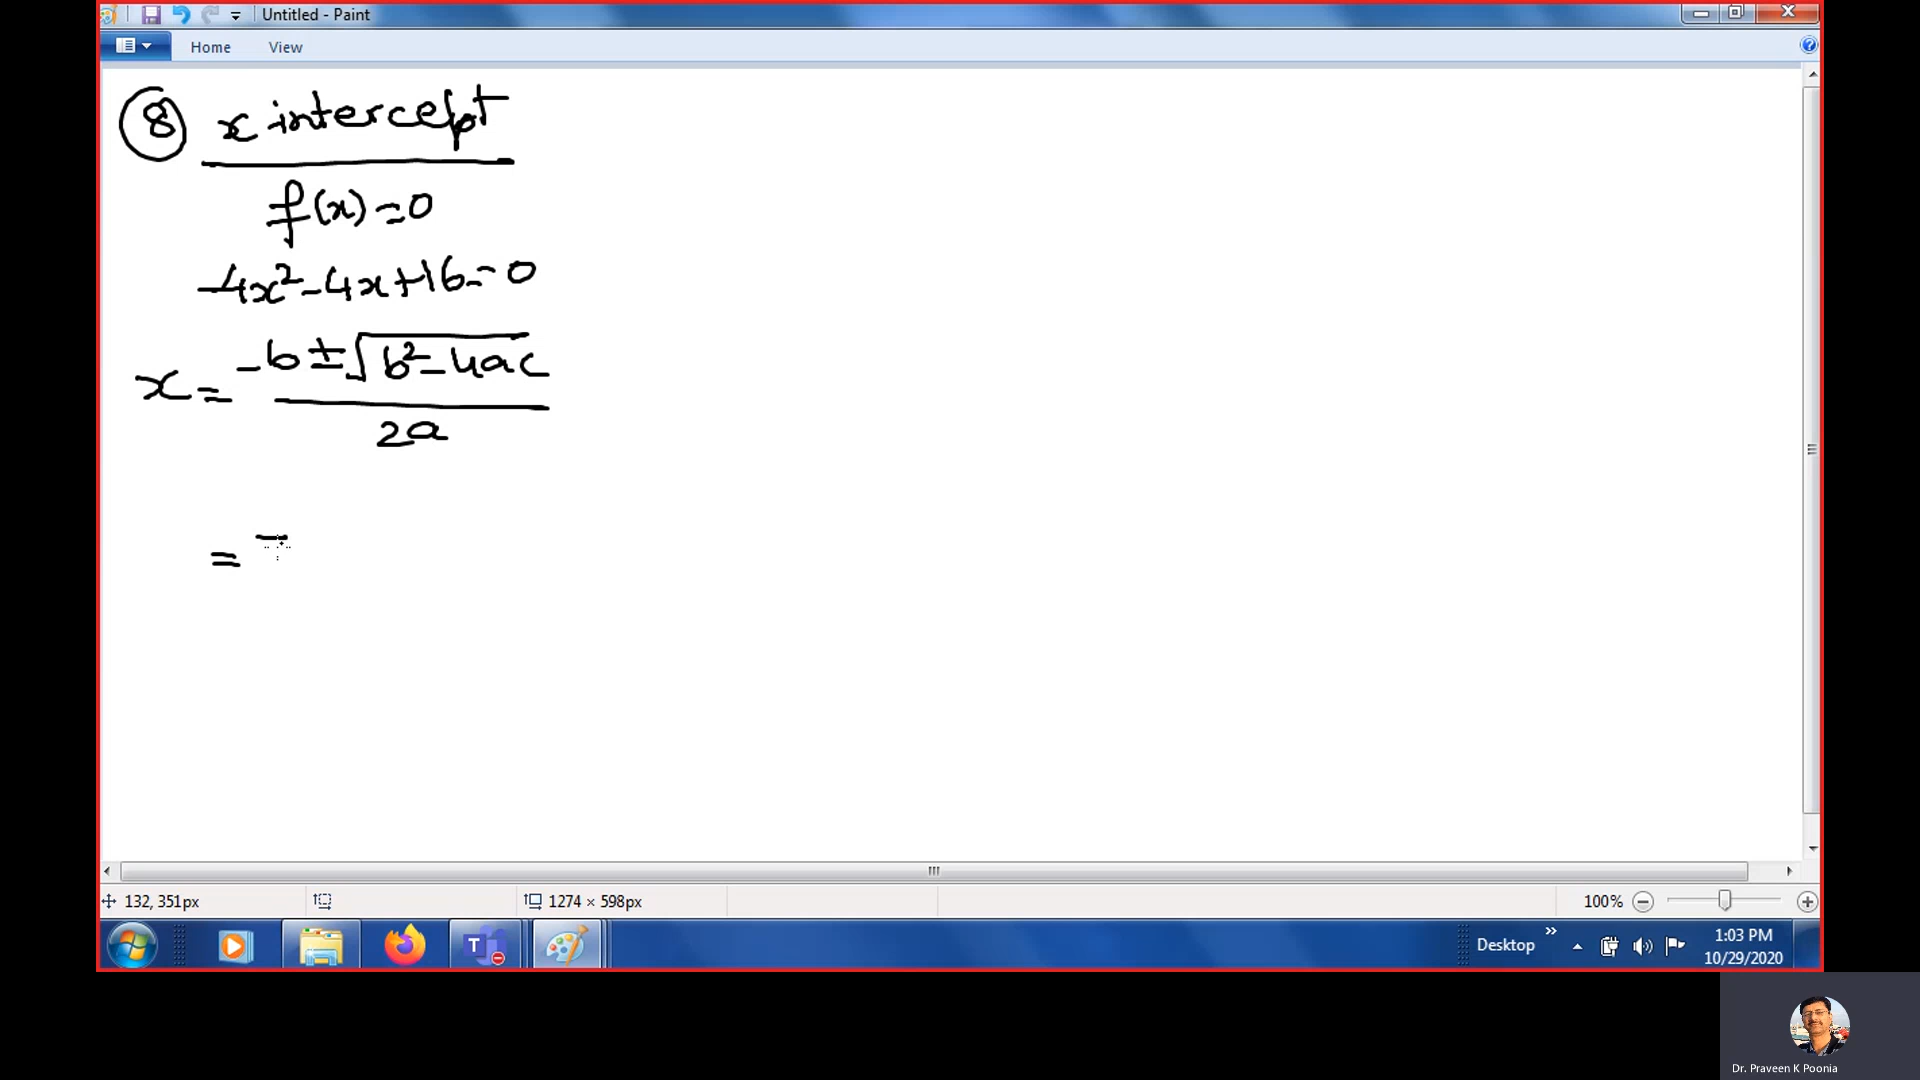 Untitled - Paint
Home View
8 x intercept
f(x)=0
-4x²-4x+16=0
x= -b±√b²-4ac
2a
= -
132, 351px 1274 × 598px 100%
T Desktop » 1:03 PM
10/29/2020
Dr. Praveen K Poonia